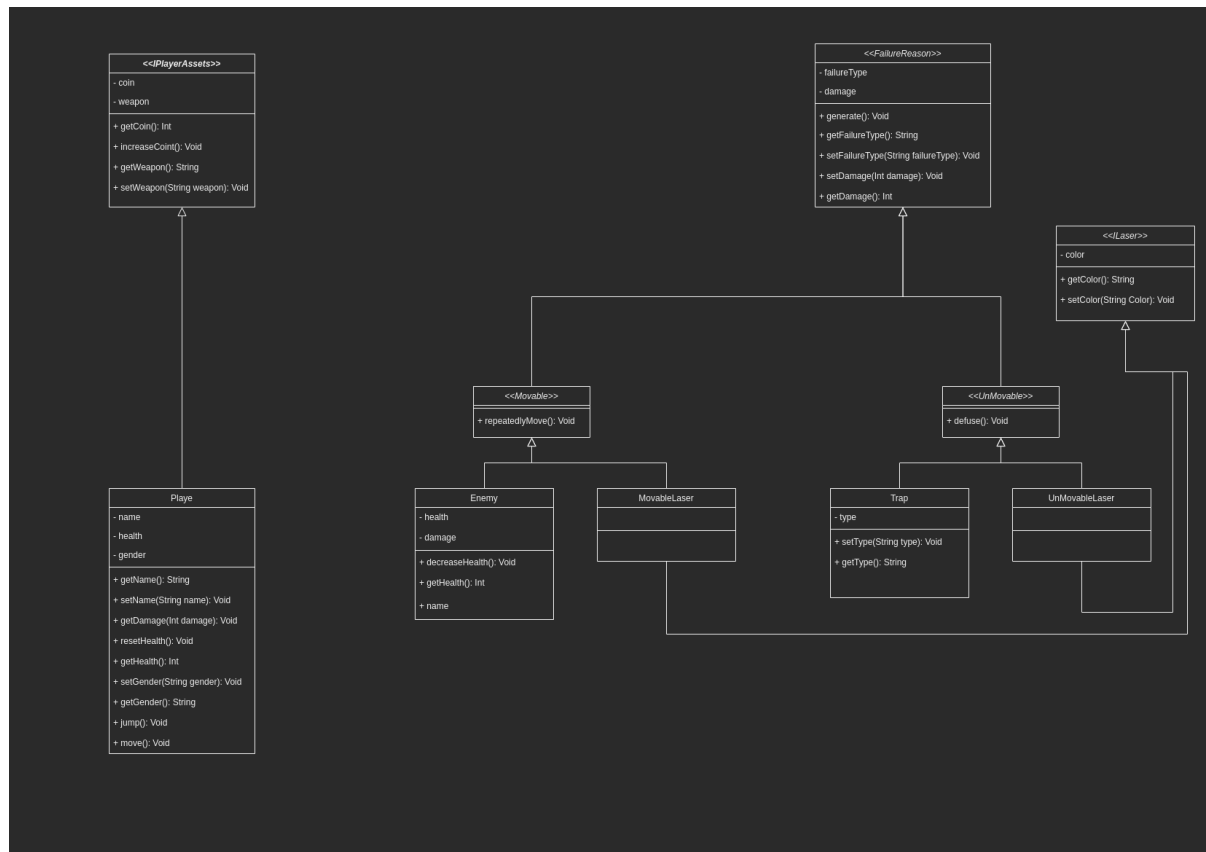 <<IPlayerAssets>>
- coin
- weapon
+ getCoin(): Int
+ increaseCoint(): Void
+ getWeapon(): String
+ setWeapon(String weapon): Void
<<FailureReason>>
- failureType
- damage
+ generate(): Void
+ getFailureType(): String
+ setFailureType(String failureType): Void
+ setDamage(Int damage): Void
+ getDamage(): Int
<<ILaser>>
- color
+ getColor(): String
+ setColor(String Color): Void
<<Movable>>
+ repeatedlyMove(): Void
<<UnMovable>>
+ defuse(): Void
Playe
- name
- health
- gender
+ getName(): String
+ setName(String name): Void
+ getDamage(Int damage): Void
+ resetHealth(): Void
+ getHealth(): Int
+ setGender(String gender): Void
+ getGender(): String
+ jump(): Void
+ move(): Void
Enemy
- health
- damage
+ decreaseHealth(): Void
+ getHealth(): Int
+ name
MovableLaser
Trap
- type
+ setType(String type): Void
+ getType(): String
UnMovableLaser